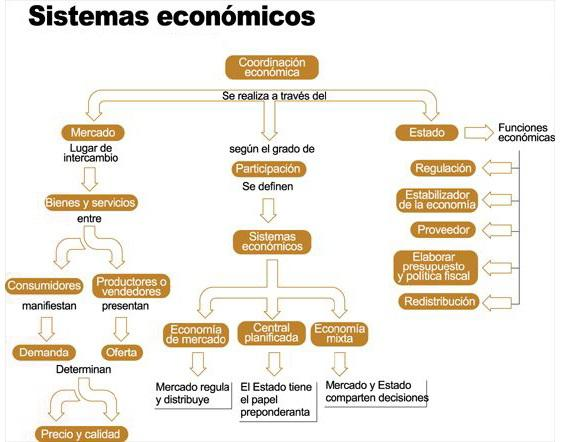 Sistemas económicos
Coordinación
económica
Se realiza a través del
Mercado
Lugar de
intercambio
Bienes y servicios
entre
Consumidores
manifiestan
Demanda
Productores o
vendedores
presentan
Oferta
Determinan
Precio y calidad
según el grado de
Participación
Se definen
Sistemas
económicos
Economía
de mercado
Mercado regula
y distribuye
Central
planificada
El Estado tiene
el papel
preponderanta
Economía
mixta
Mercado y Estado
comparten decisiones
Estado
Funciones
económicas
Regulación
Estabilizador
de la economía
Proveedor
Elaborar
presupuesto
y política fiscal
Redistribución